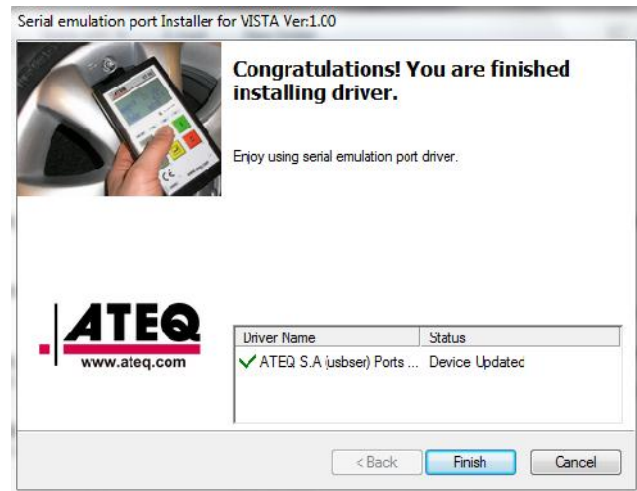 Serial emulation port Installer for VISTA Ver:1.00
Congratulations! You are finished
installing driver.
Enjoy using serial emulation port driver.
ATEQ
www.ateq.com
Driver Name Status
ATEQ S.A (usbser) Ports ... Device Updated
< Back Finish Cancel